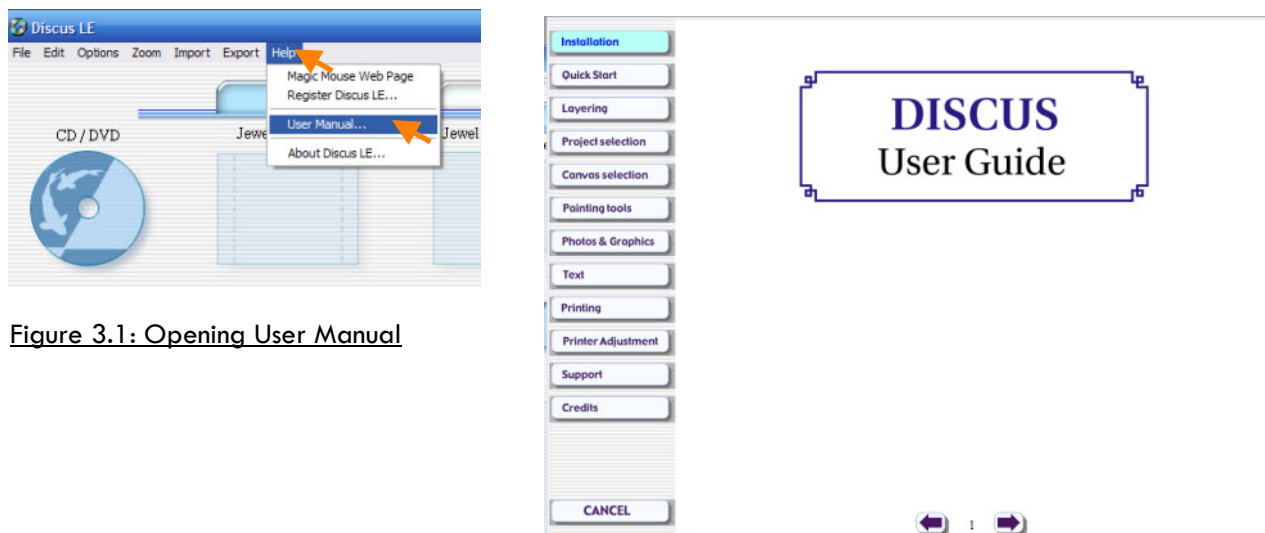 Discus LE
File Edit Options Zoom Import Export Help
Magic Mouse Web Page
Register Discus LE...
User Manual...
About Discus LE...
CD / DVD
Jewe
Jewel
Figure 3.1: Opening User Manual
Installation
Quick Start
Layering
Project selection
Canvas selection
Painting tools
Photos & Graphics
Text
Printing
Printer Adjustment
Support
Credits
CANCEL
DISCUS
User Guide
1